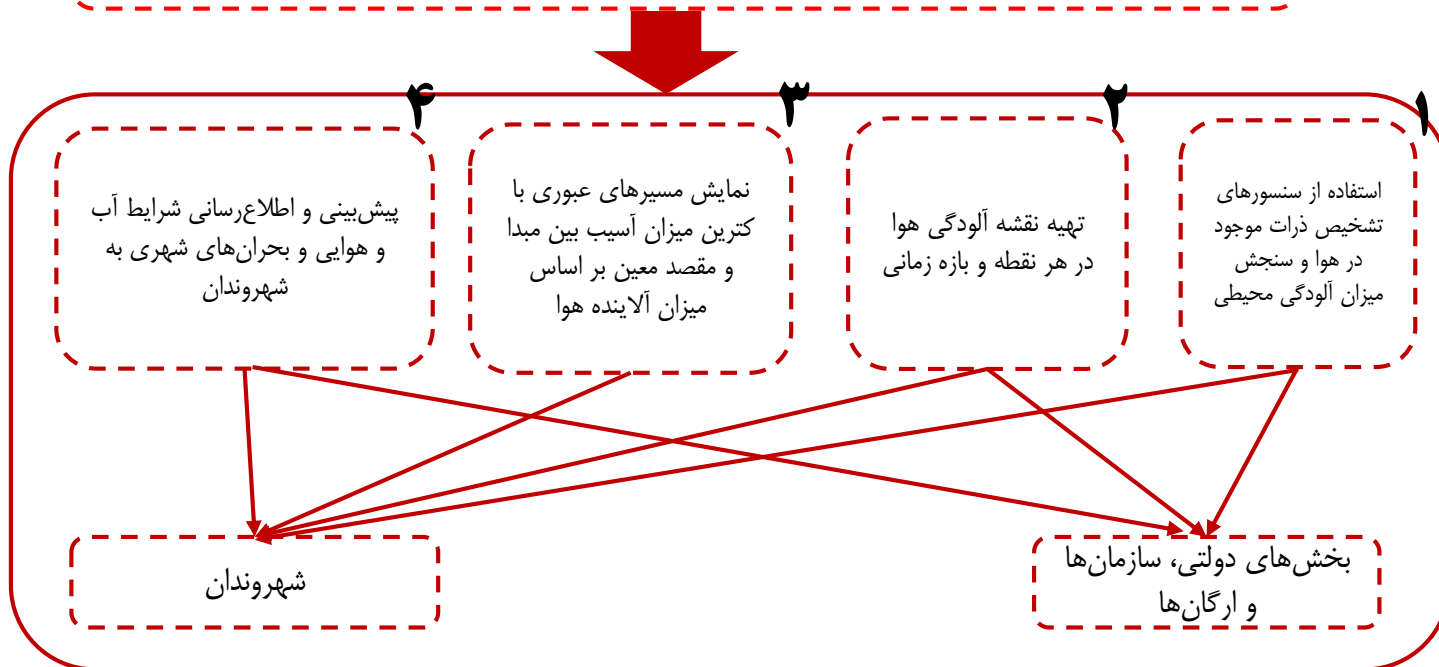 ۱
استفاده از سنسورهای
تشخیص ذرات موجود
در هوا و سنجش
میزان آلودگی محیطی
۲
تهیه نقشه آلودگی هوا
در هر نقطه و بازه زمانی
۳
نمایش مسیرهای عبوری با
کترین میزان آسیب بین مبدا
و مقصد معین بر اساس
میزان آلاینده هوا
۴
پیش‌بینی و اطلاع‌رسانی شرایط آب
و هوایی و بحران‌های شهری به
شهروندان
بخش‌های دولتی، سازمان‌ها
و ارگان‌ها
شهروندان